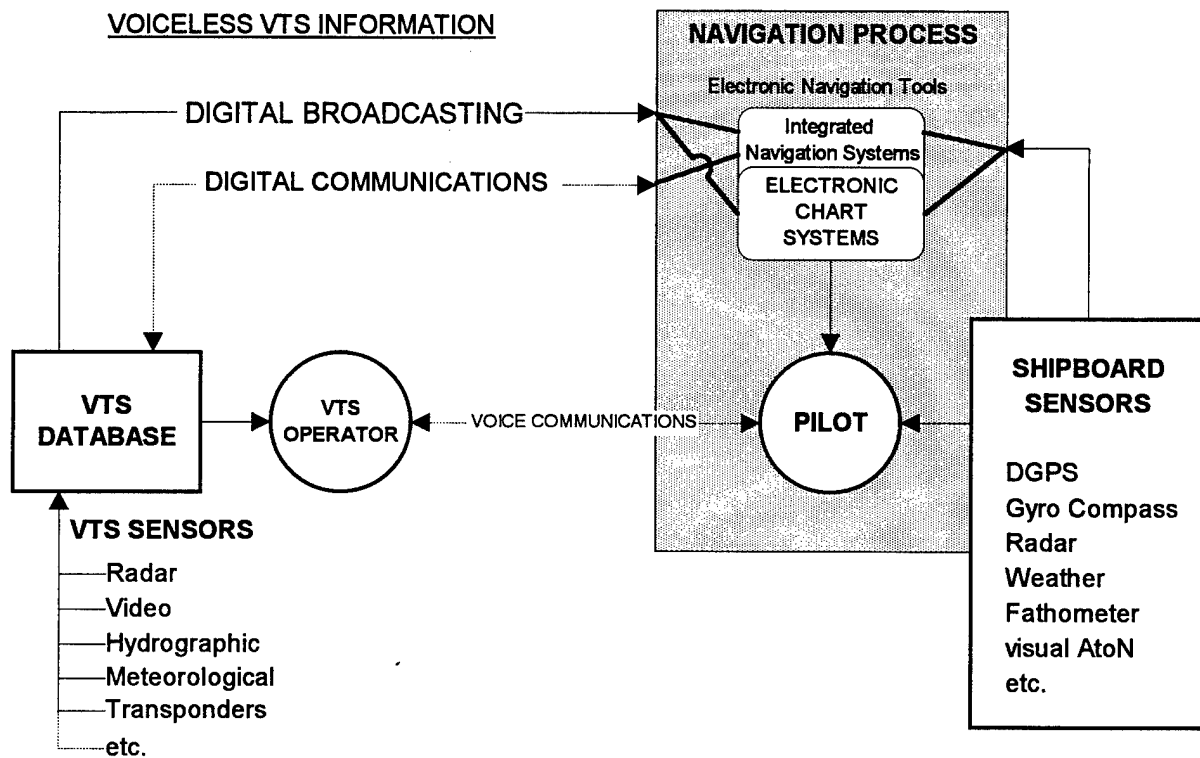 VOICELESS VTS INFORMATION
NAVIGATION PROCESS
Electronic Navigation Tools
DIGITAL BROADCASTING
Integrated
Navigation Systems
DIGITAL COMMUNICATIONS
ELECTRONIC
CHART
SYSTEMS
VTS
DATABASE
VTS
OPERATOR
VOICE COMMUNICATIONS
PILOT
SHIPBOARD
SENSORS
DGPS
Gyro Compass
Radar
Weather
Fathometer
visual AtoN
etc.
VTS SENSORS
Radar
Video
Hydrographic
Meteorological
Transponders
etc.